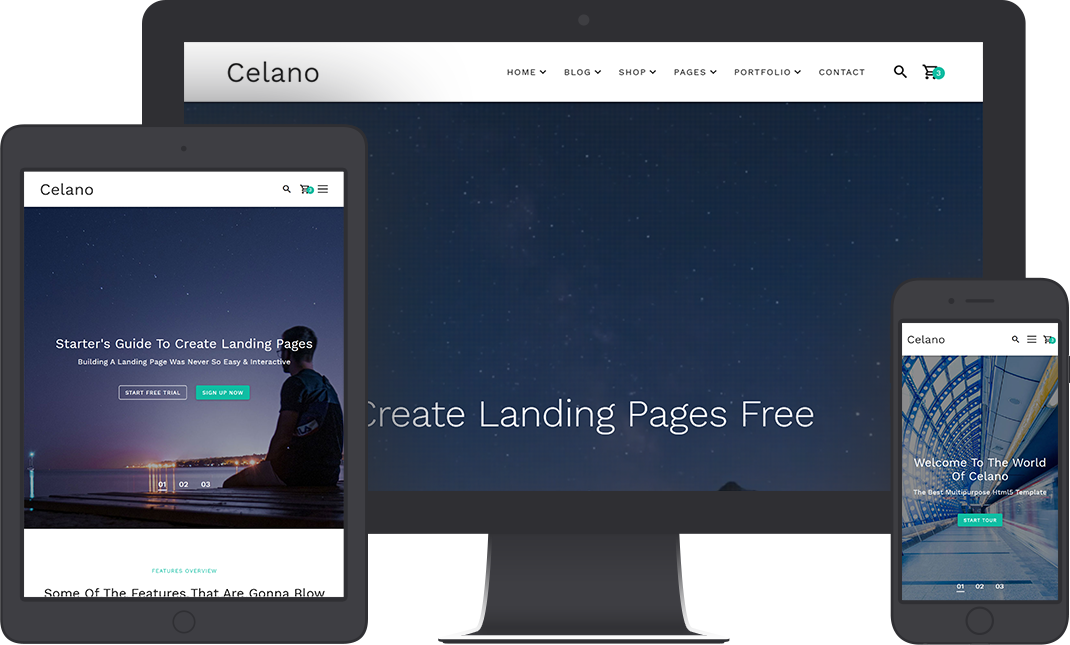 Celano
HOME BLOG SHOP PAGES PORTFOLIO CONTACT
3
Create Landing Pages Free
Celano
Starter's Guide To Create Landing Pages
Building A Landing Page Was Never So Easy & Interactive
START FREE TRIAL SIGN UP NOW
01 02 03
FEATURES OVERVIEW
Some Of The Features That Are Gonna Blow
Celano
Welcome To The World
Of Celano
The Best Multipurpose Html5 Template
START TOUR
01 02 03